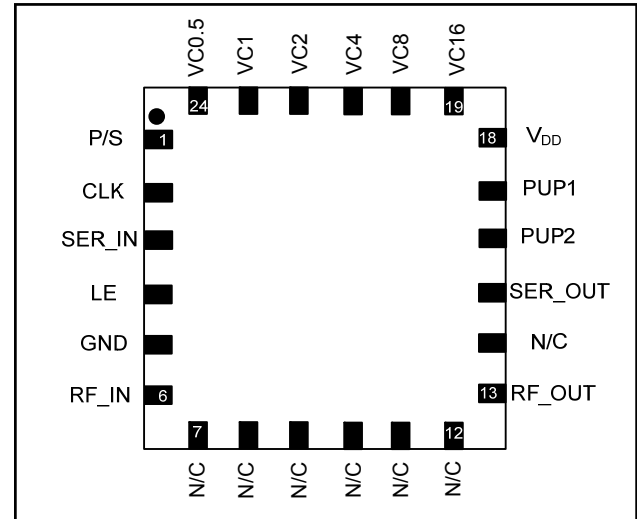 VC0.5 VC1 VC2 VC4 VC8 VC16
24 19
P/S 1 18 VDD
CLK PUP1
SER_IN PUP2
LE SER_OUT
GND N/C
RF_IN 6 13 RF_OUT
7 12
N/C N/C N/C N/C N/C N/C